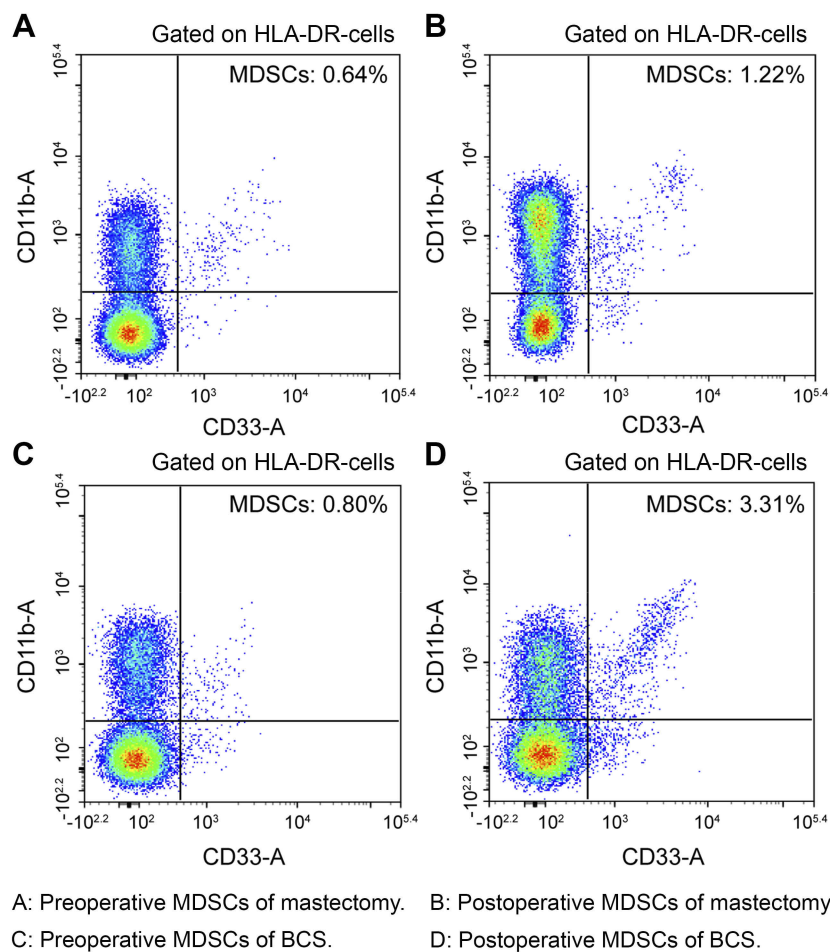 A
Gated on HLA-DR-cells
MDSCs: 0.64%
CD11b-A
10^5.4
10^4
10^3
10^2
-10^2.2
-10^2.2 10^2 10^3 10^4 10^5.4
CD33-A
B
Gated on HLA-DR-cells
MDSCs: 1.22%
CD11b-A
10^5.4
10^4
10^3
10^2
-10^2.2
-10^2.2 10^2 10^3 10^4 10^5.4
CD33-A
C
Gated on HLA-DR-cells
MDSCs: 0.80%
CD11b-A
10^5.4
10^4
10^3
10^2
-10^2.2
-10^2.2 10^2 10^3 10^4 10^5.4
CD33-A
D
Gated on HLA-DR-cells
MDSCs: 3.31%
CD11b-A
10^5.4
10^4
10^3
10^2
-10^2.2
-10^2.2 10^2 10^3 10^4 10^5.4
CD33-A
A: Preoperative MDSCs of mastectomy.
B: Postoperative MDSCs of mastectomy
C: Preoperative MDSCs of BCS.
D: Postoperative MDSCs of BCS.